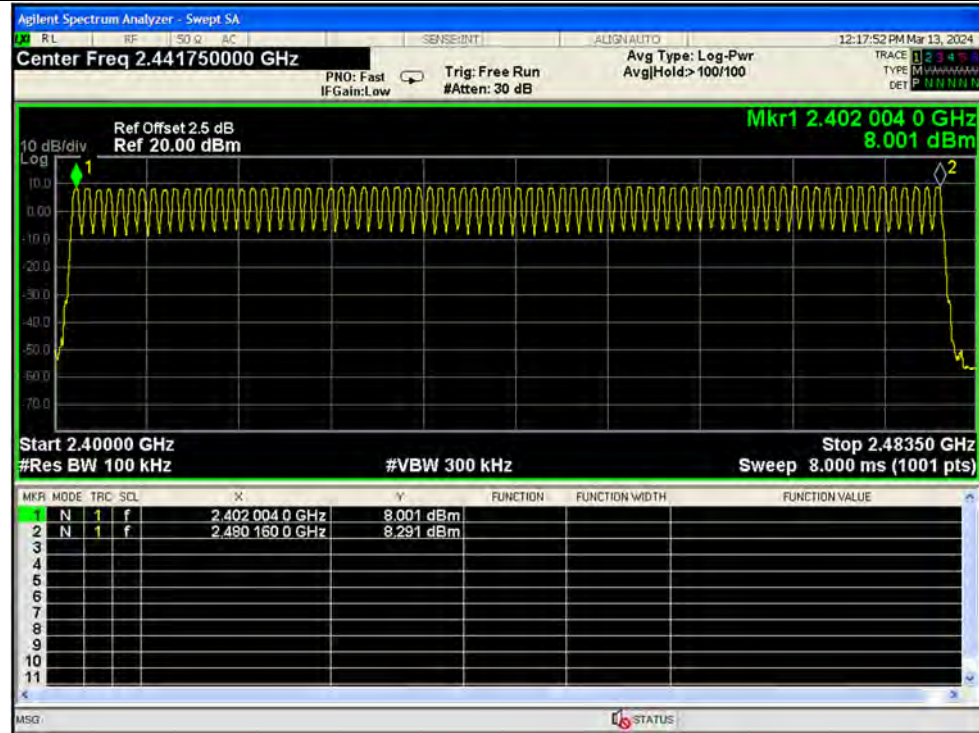 Agilent Spectrum Analyzer - Swept SA
LXI RL RF 50 Ω AC SENSE:INT ALIGN AUTO 12:17:52 PM Mar 13, 2024
Center Freq 2.441750000 GHz
PNO: Fast
IFGain:Low
Trig: Free Run
#Atten: 30 dB
Avg Type: Log-Pwr
Avg|Hold:> 100/100
TRACE 1 2 3 4 5 6
TYPE M
DET P N N N N N
Ref Offset 2.5 dB
Ref 20.00 dBm
10 dB/div
Log
Mkr1 2.402 004 0 GHz
8.001 dBm
1
2
10.0
0.00
-10.0
-20.0
-30.0
-40.0
-50.0
-60.0
-70.0
Start 2.40000 GHz
Stop 2.48350 GHz
#Res BW 100 kHz
#VBW 300 kHz
Sweep 8.000 ms (1001 pts)
MKR MODE TRC SCL X Y FUNCTION FUNCTION WIDTH FUNCTION VALUE
1 N 1 f 2.402 004 0 GHz 8.001 dBm
2 N 1 f 2.480 160 0 GHz 8.291 dBm
3
4
5
6
7
8
9
10
11
MSG
STATUS